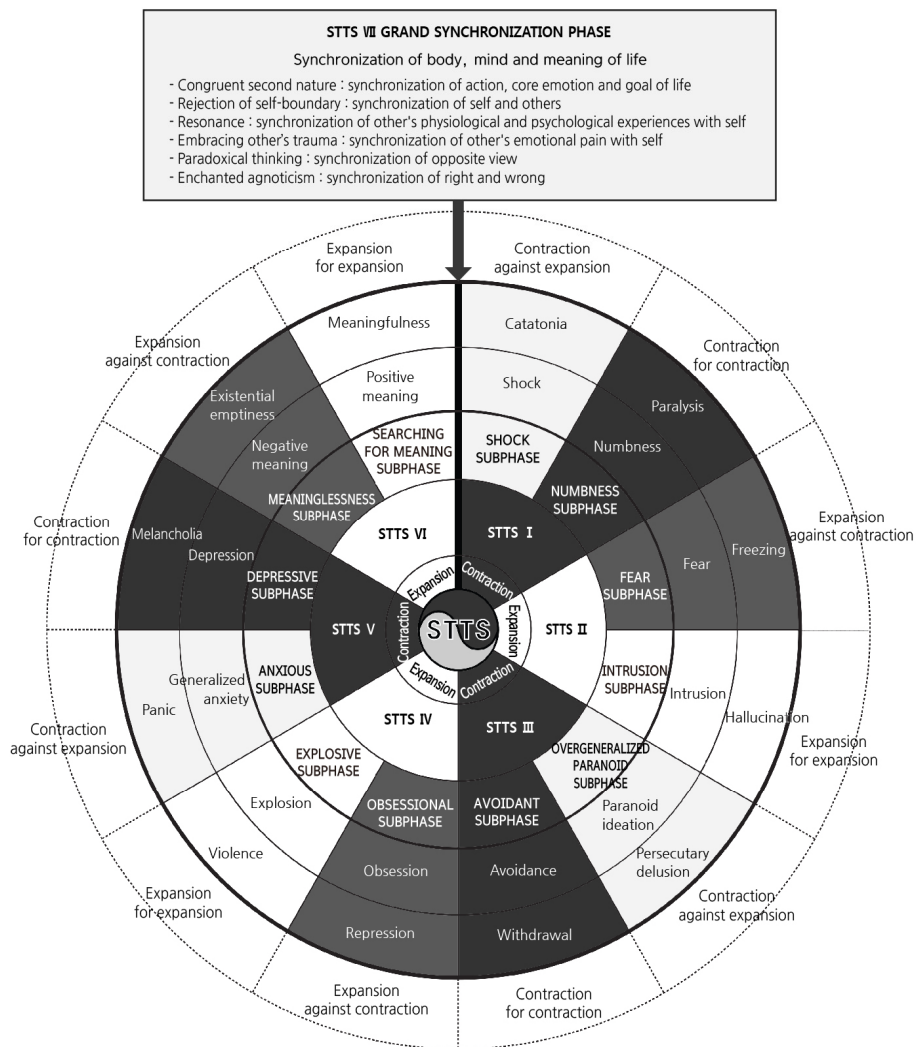 STTS Ⅶ GRAND SYNCHRONIZATION PHASE
Synchronization of body, mind and meaning of life
- Congruent second nature : synchronization of action, core emotion and goal of life
- Rejection of self-boundary : synchronization of self and others
- Resonance : synchronization of other's physiological and psychological experiences with self
- Embracing other's trauma : synchronization of other's emotional pain with self
- Paradoxical thinking : synchronization of opposite view
- Enchanted agnoticism : synchronization of right and wrong
Contraction
against expansion
Catatonia
Shock
SHOCK
SUBPHASE
STTS Ⅰ
Contraction
Contraction
for contraction
Paralysis
Numbness
NUMBNESS
SUBPHASE
Expansion
against contraction
Freezing
Fear
FEAR
SUBPHASE
STTS Ⅱ
Expansion
Expansion
for expansion
Hallucination
Intrusion
INTRUSION
SUBPHASE
Contraction
against expansion
Persecutary
delusion
Paranoid
ideation
OVERGENERALIZED
PARANOID
SUBPHASE
STTS Ⅲ
Contraction
Contraction
for contraction
Withdrawal
Avoidance
AVOIDANT
SUBPHASE
Expansion
against contraction
Repression
Obsession
OBSESSIONAL
SUBPHASE
STTS Ⅳ
Expansion
Expansion
for expansion
Violence
Explosion
EXPLOSIVE
SUBPHASE
Contraction
against expansion
Panic
Generalized
anxiety
ANXIOUS
SUBPHASE
STTS Ⅴ
Contraction
Contraction
for contraction
Melancholia
Depression
DEPRESSIVE
SUBPHASE
Expansion
against contraction
Existential
emptiness
Negative
meaning
MEANINGLESSNESS
SUBPHASE
STTS Ⅵ
Expansion
Expansion
for expansion
Meaningfulness
Positive
meaning
SEARCHING
FOR MEANING
SUBPHASE
STTS